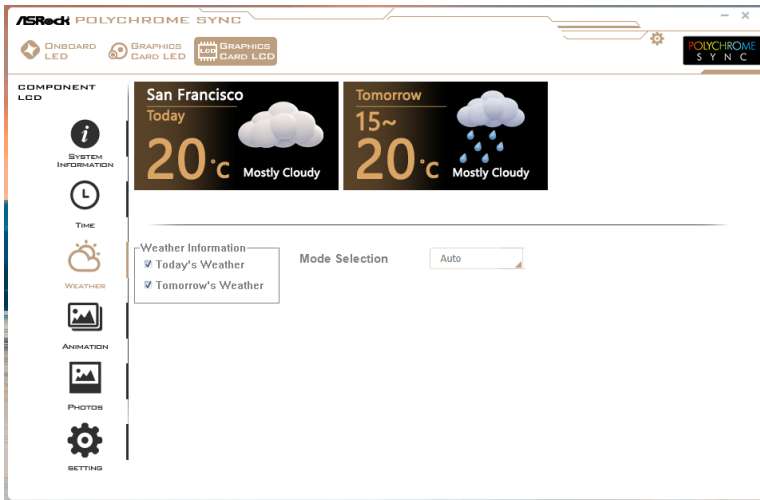 ASRock POLYCHROME SYNC
ONBOARD
LED
GRAPHICS
CARD LED
LCD
GRAPHICS
CARD LCD
POLYCHROME
SYNC
COMPONENT
LCD
San Francisco
Today
20°C
Mostly Cloudy
Tomorrow
15~
20°C
Mostly Cloudy
i
SYSTEM
INFORMATION
TIME
WEATHER
ANIMATION
PHOTOS
SETTING
Weather Information
Today's Weather
Tomorrow's Weather
Mode Selection
Auto